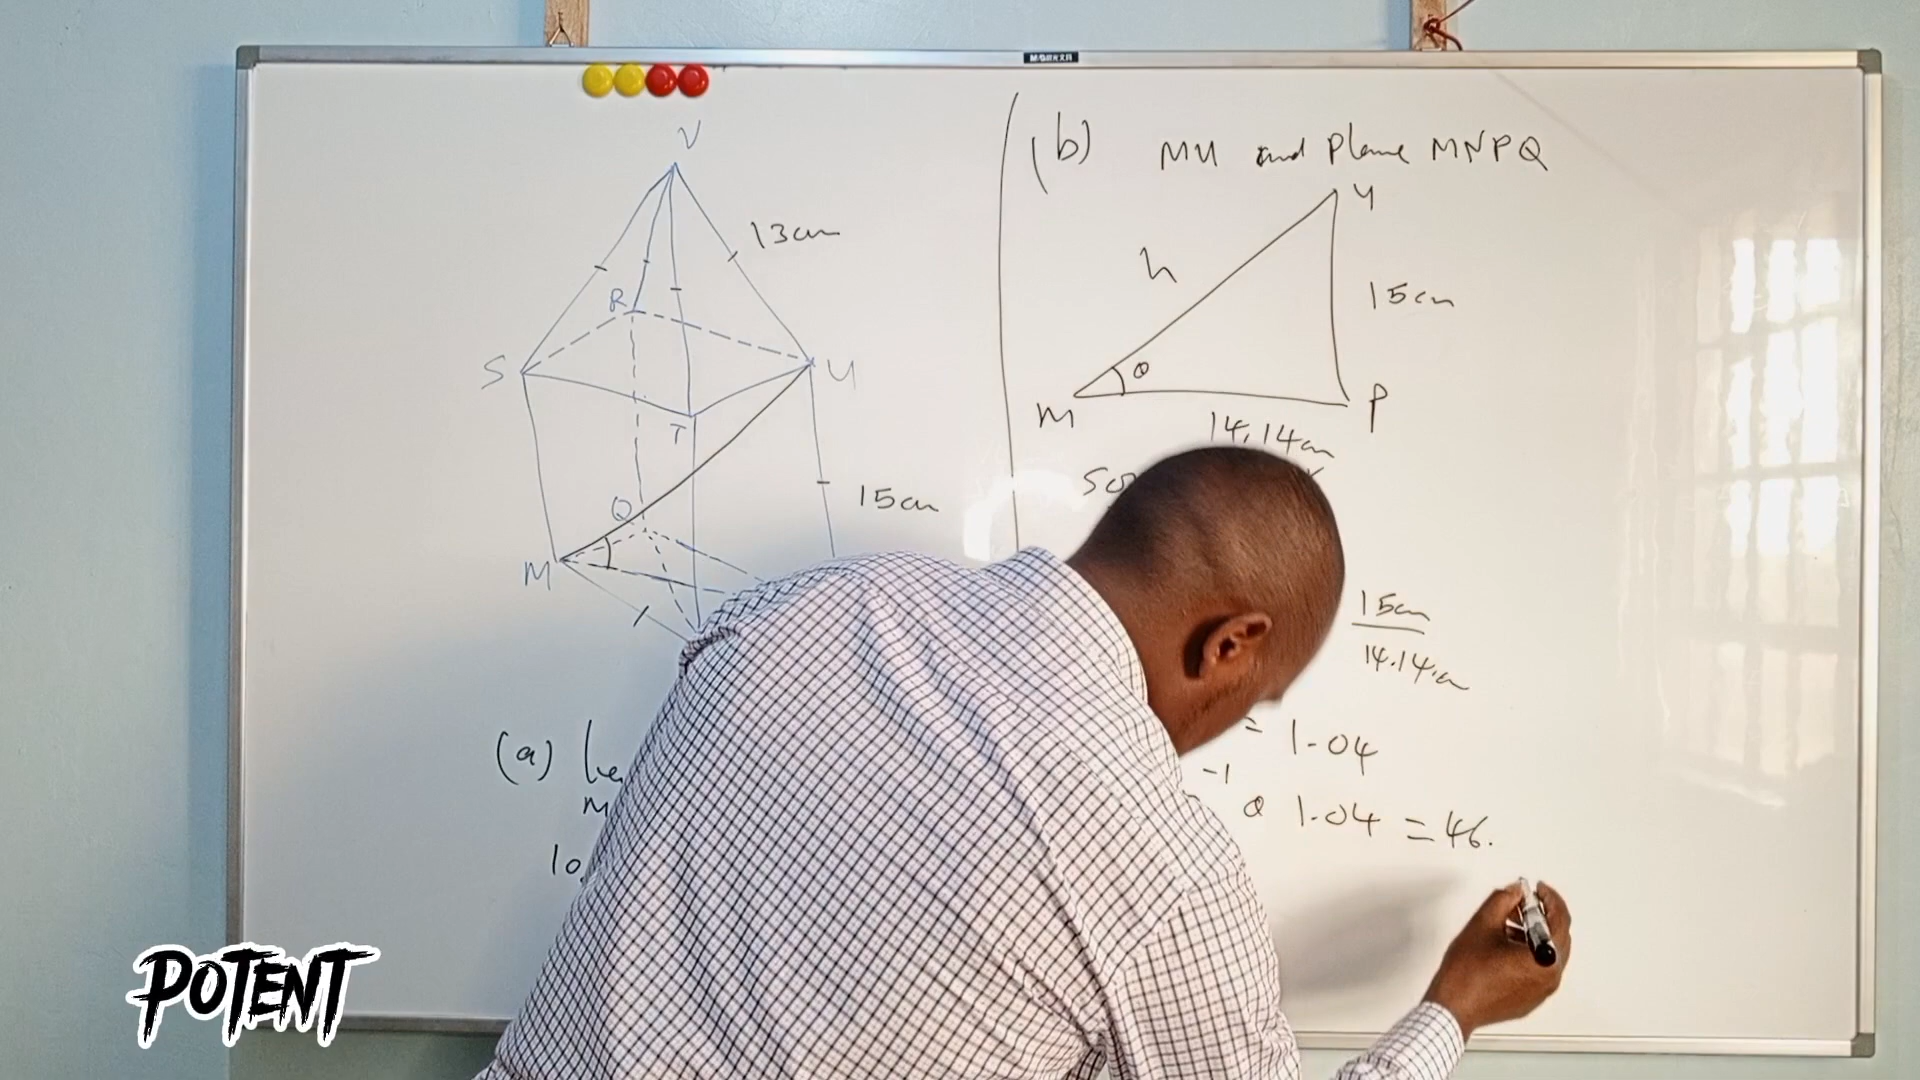 V
13cm
R
S
U
T
15cm
Q
M
(a)
10.
(b) MU and Plane MNPQ
U
h
15cm
θ
M
P
14.14cm
15cm
14.14cm
= 1.04
-1
θ 1.04 = 46.
POTENT